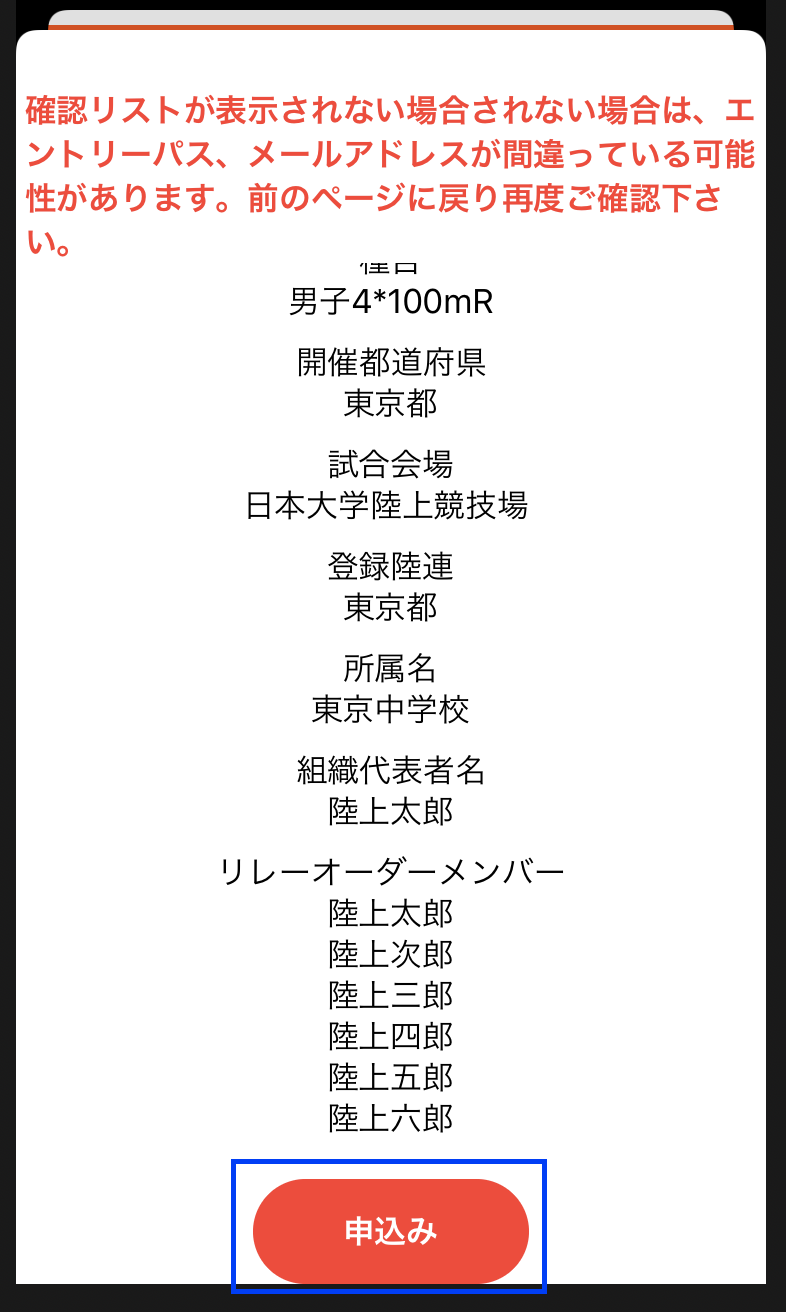 確認リストが表示されない場合されない場合は、エ
ントリーパス、メールアドレスが間違っている可能
性があります。前のページに戻り再度ご確認下さ
い。
男子4*100mR
開催都道府県
東京都
試合会場
日本大学陸上競技場
登録陸連
東京都
所属名
東京中学校
組織代表者名
陸上太郎
リレーオーダーメンバー
陸上太郎
陸上次郎
陸上三郎
陸上四郎
陸上五郎
陸上六郎
申込み